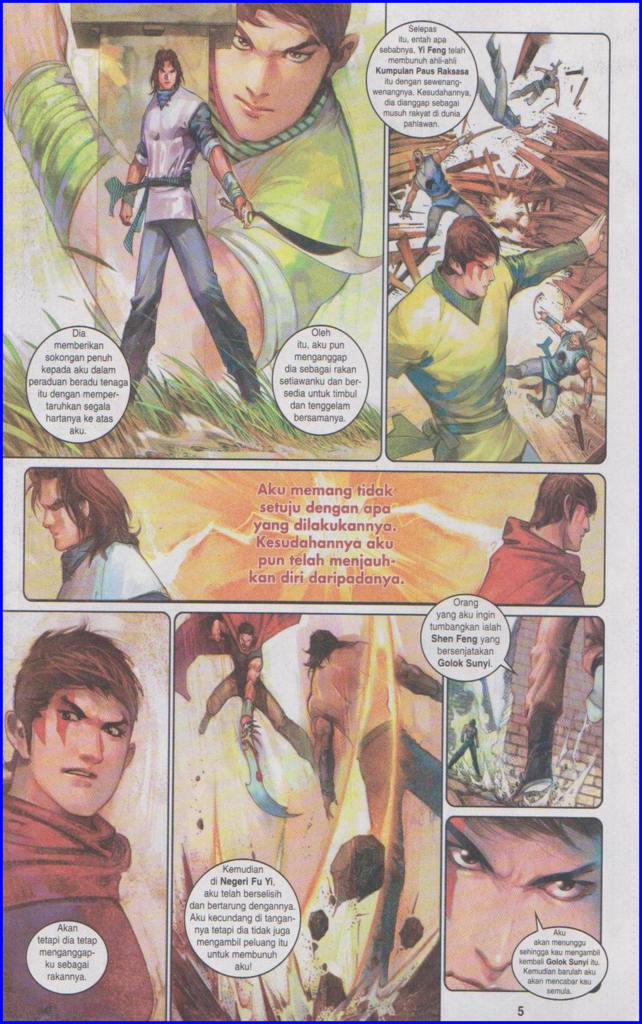 Dia
memberikan
sokongan penuh
kepada aku dalam
peraduan beradu tenaga
itu dengan memper-
taruhkan segala
hartanya ke atas
aku.
Oleh
itu, aku pun
menganggap
dia sebagai rakan
setiawanku dan ber-
sedia untuk timbul
dan tenggelam
bersamanya.
Selepas
itu, entah apa
sebabnya, Yi Feng telah
membunuh ahli-ahli
Kumpulan Paus Raksasa
itu dengan sewenang-
wenangnya. Kesudahannya,
dia dianggap sebagai
musuh rakyat di dunia
pahlawan.
Aku memang tidak
setuju dengan apa
yang dilakukannya.
Kesudahannya aku
pun telah menjauh-
kan diri daripadanya.
Akan
tetapi dia tetap
menganggap-
ku sebagai
rakannya.
Kemudian
di Negeri Fu Yi,
aku telah berselisih
dan bertarung dengannya.
Aku kecundang di tangan-
nya tetapi dia tidak juga
mengambil peluang itu
untuk membunuh
aku!
Orang
yang aku ingin
tumbangkan ialah
Shen Feng yang
bersenjatakan
Golok Sunyi.
Aku
akan menunggu
sehingga kau mengambil
kembali Golok Sunyi itu.
Kemudian barulah aku
akan mencabar kau
semula.
5